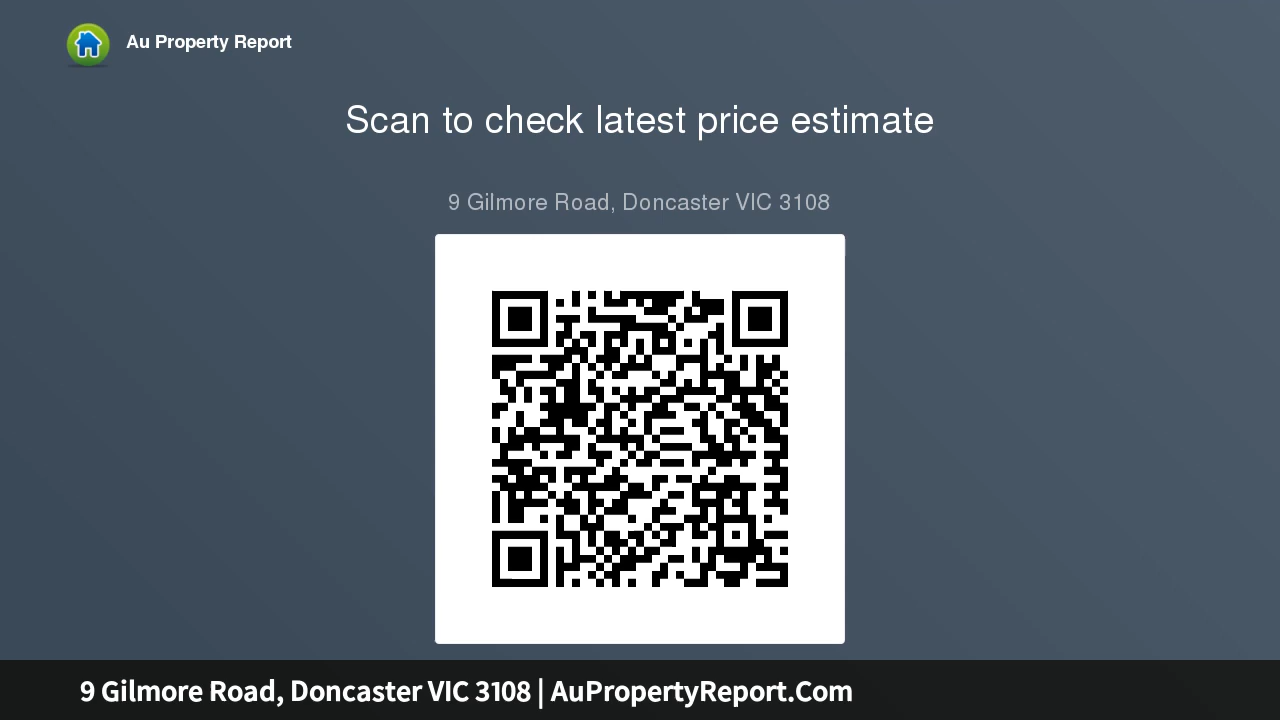 Au Property Report
Scan to check latest price estimate
9 Gilmore Road, Doncaster VIC 3108
9 Gilmore Road, Doncaster VIC 3108 | AuPropertyReport.Com